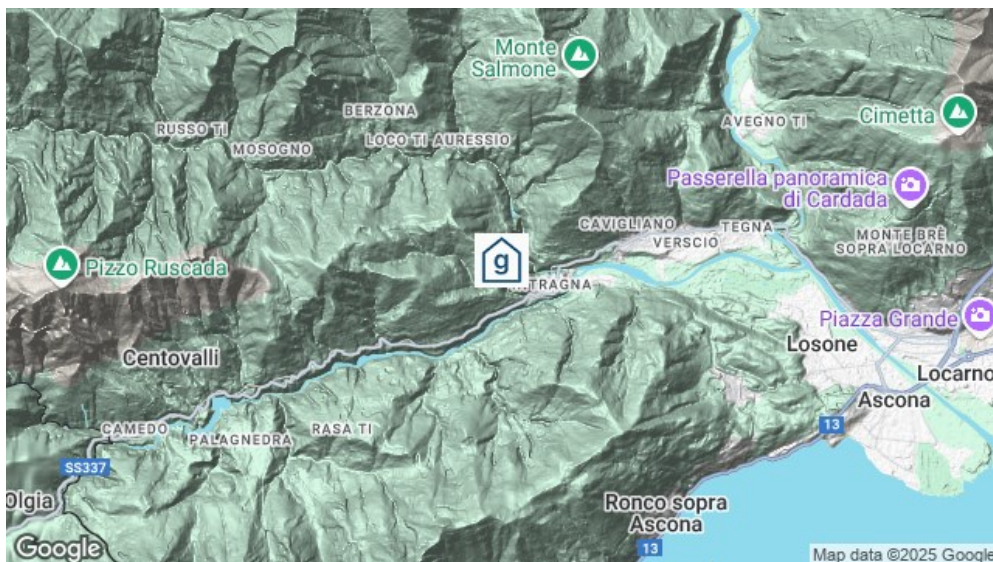 Monte
Salmone
Cimetta
BERZONA
AVEGNO TI
RUSSO TI
MOSOGNO
LOCO TI AURESSIO
Passerella panoramica
di Cardada
CAVIGLIANO
TEGNA
VERSCIO
MONTE BRÈ
SOPRA LOCARNO
g
Pizzo Ruscada
Piazza Grande
Centovalli
Losone
Locarno
Ascona
CAMEDO
PALAGNEDRA
RASA TI
13
SS337
Olgia
Ronco sopra
Ascona
13
Google
Map data ©2025 Google